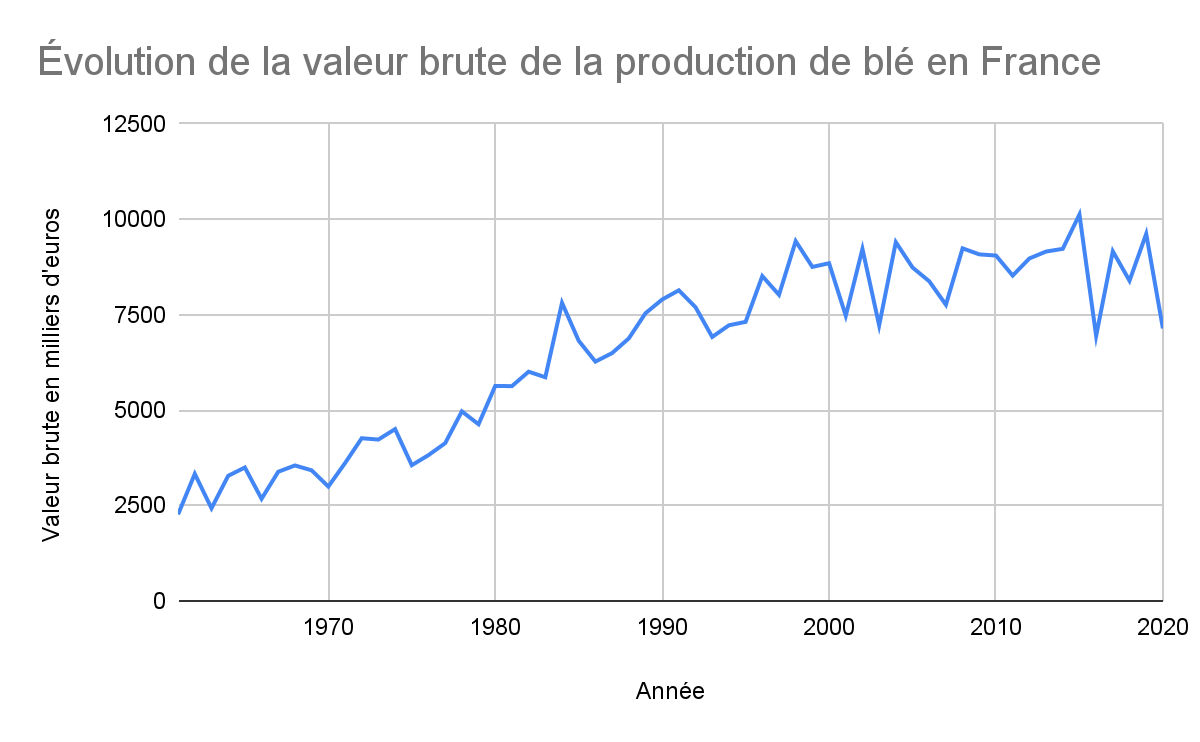 Évolution de la valeur brute de la production de blé en France
Valeur brute en milliers d'euros
12500
10000
7500
5000
2500
0
1970 1980 1990 2000 2010 2020
Année